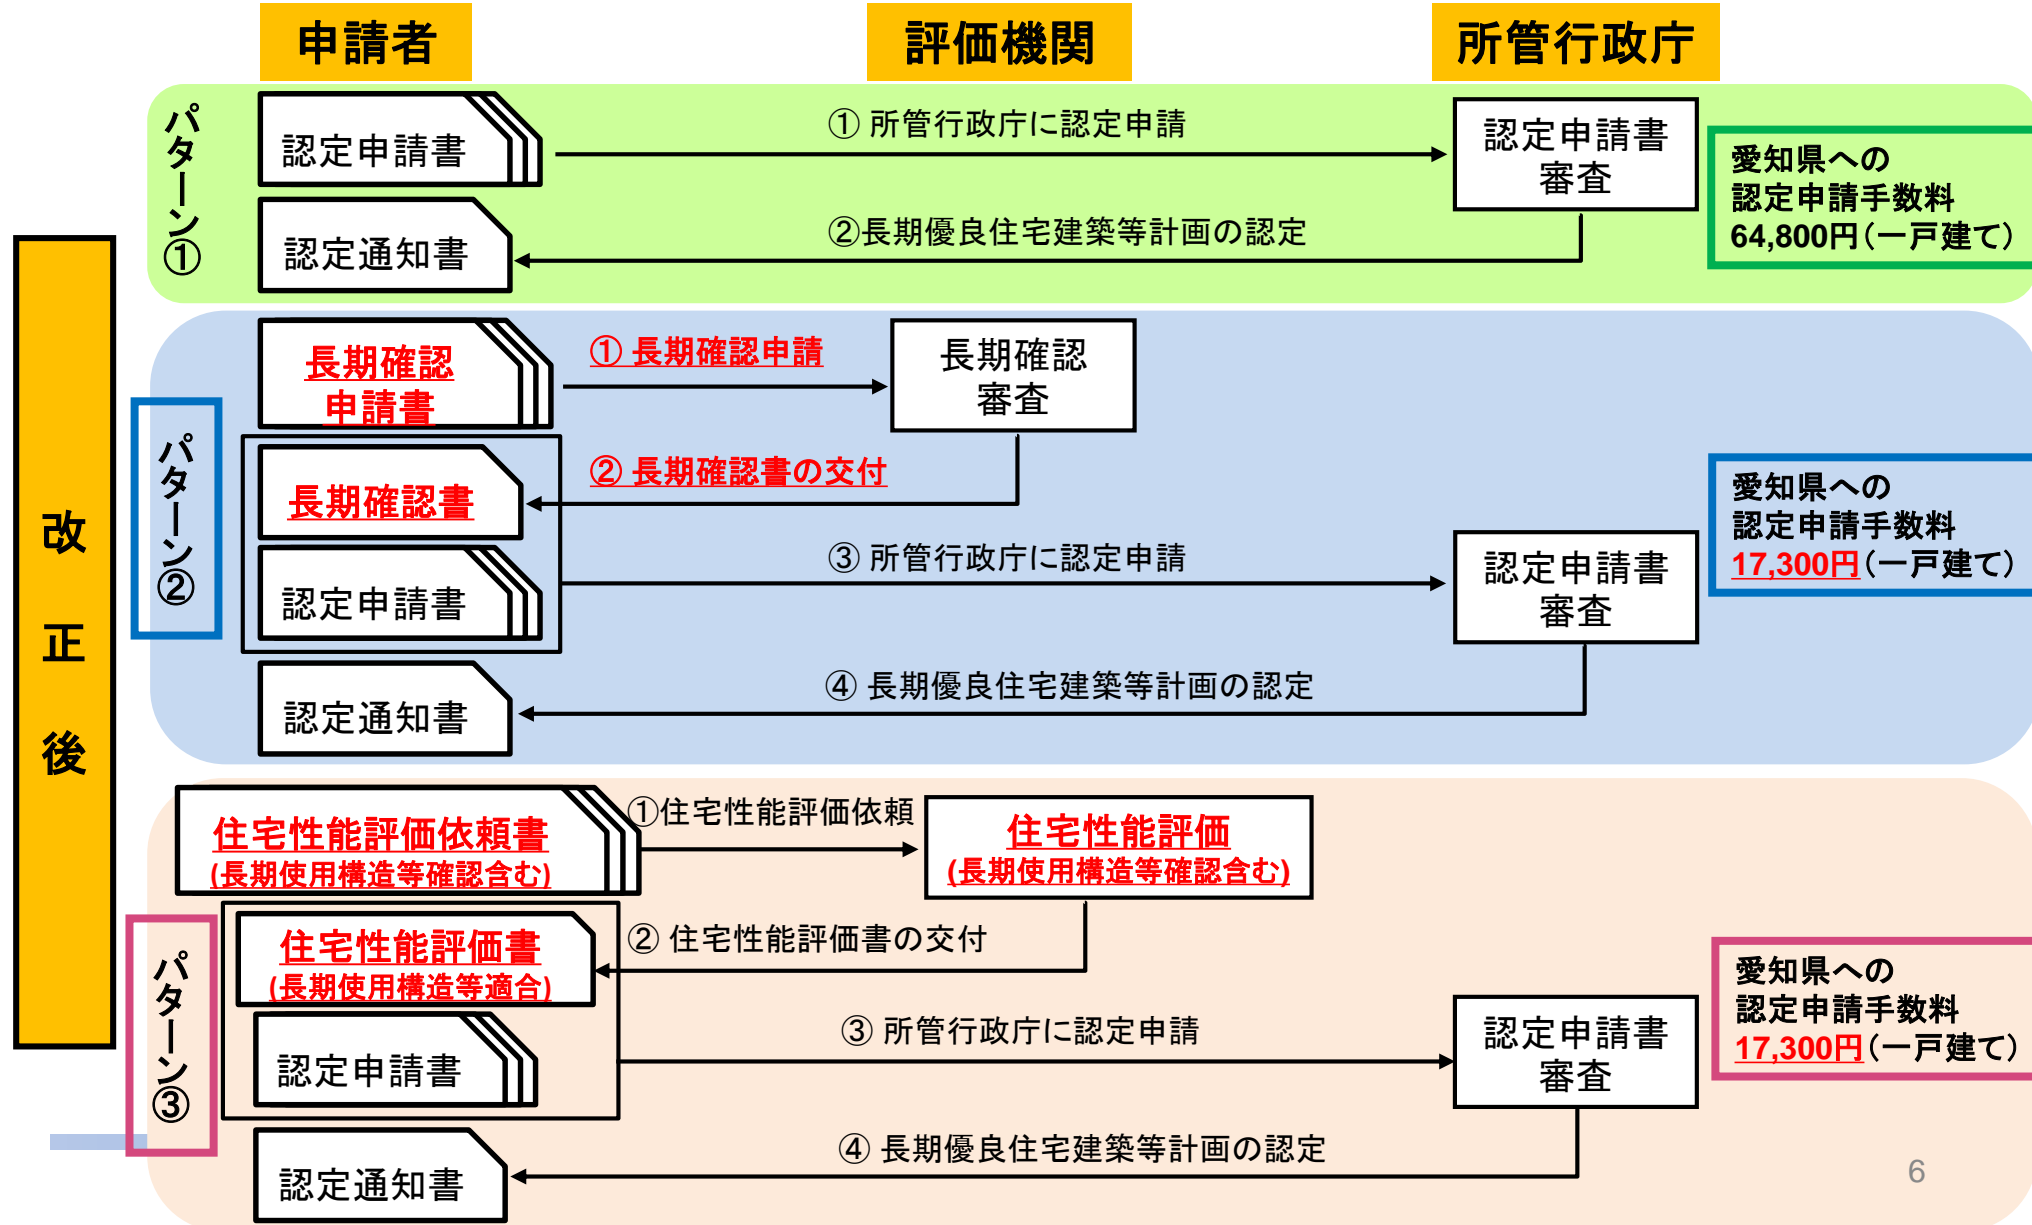 申請者
評価機関
所管行政庁
改正後
パターン①
認定申請書
① 所管行政庁に認定申請
認定申請書
審査
認定通知書
②長期優良住宅建築等計画の認定
愛知県への
認定申請手数料
64,800円(一戸建て)
パターン②
長期確認
申請書
① 長期確認申請
長期確認
審査
長期確認書
② 長期確認書の交付
認定申請書
③ 所管行政庁に認定申請
認定申請書
審査
認定通知書
④ 長期優良住宅建築等計画の認定
愛知県への
認定申請手数料
17,300円(一戸建て)
パターン③
住宅性能評価依頼書
(長期使用構造等確認含む)
①住宅性能評価依頼
住宅性能評価
(長期使用構造等確認含む)
住宅性能評価書
(長期使用構造等適合)
② 住宅性能評価書の交付
認定申請書
③ 所管行政庁に認定申請
認定申請書
審査
認定通知書
④ 長期優良住宅建築等計画の認定
愛知県への
認定申請手数料
17,300円(一戸建て)
6